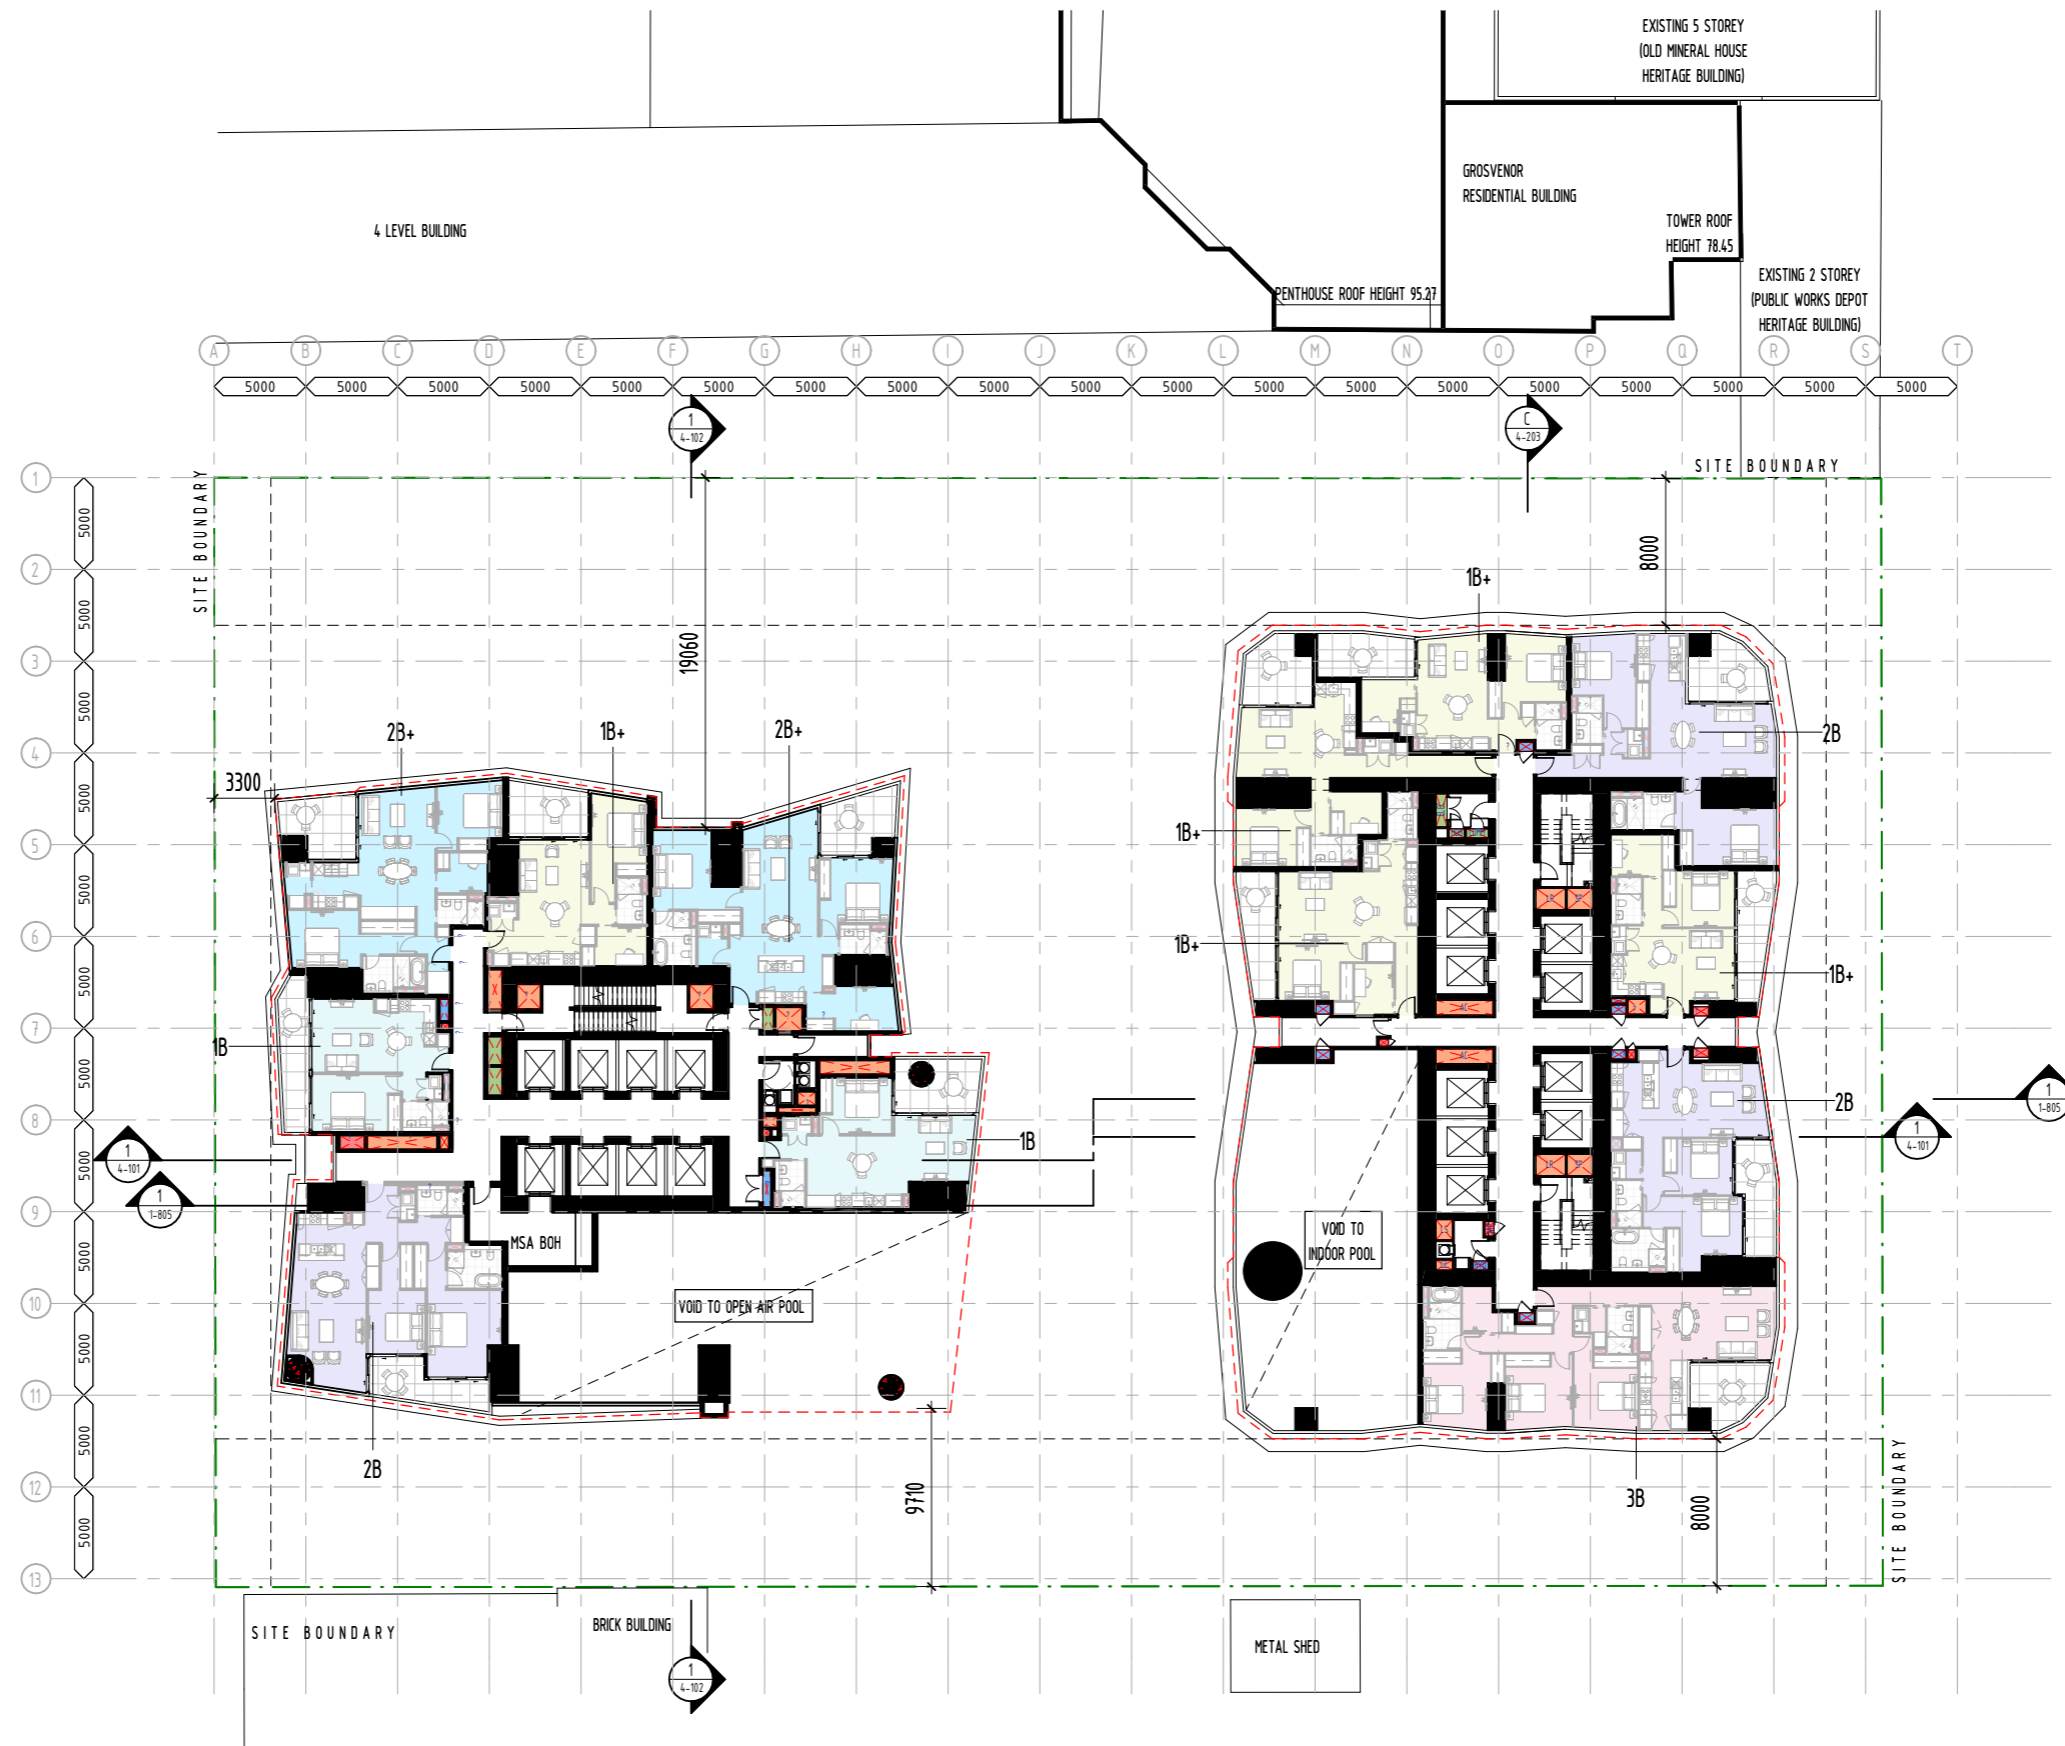 EXISTING 5 STOREY
(OLD MINERAL HOUSE
HERITAGE BUILDING)
GROSVENOR
RESIDENTIAL BUILDING
TOWER ROOF
HEIGHT 78.45
4 LEVEL BUILDING
EXISTING 2 STOREY
(PUBLIC WORKS DEPOT
HERITAGE BUILDING)
PENTHOUSE ROOF HEIGHT 95.27
A B C D E F G H I J K L M N O P Q R S T
5000 5000 5000 5000 5000 5000 5000 5000 5000 5000 5000 5000 5000 5000 5000 5000 5000 5000 5000
1
4-102
C
4-203
SITE BOUNDARY
SITE BOUNDARY
1
2
3
4
5
6
7
8
9
10
11
12
13
5000
5000
5000
5000
5000
5000
5000
5000
5000
5000
5000
5000
19060
8000
3300
2B+
1B+
2B+
1B+
2B
1B+
1B+
1B+
1B
1B
2B
1
4-101
1
1-805
1
1-805
1
4-101
MSA BOH
VOID TO
INDOOR POOL
VOID TO OPEN AIR POOL
2B
3B
9710
8000
SITE BOUNDARY
SITE BOUNDARY
BRICK BUILDING
METAL SHED
1
4-102